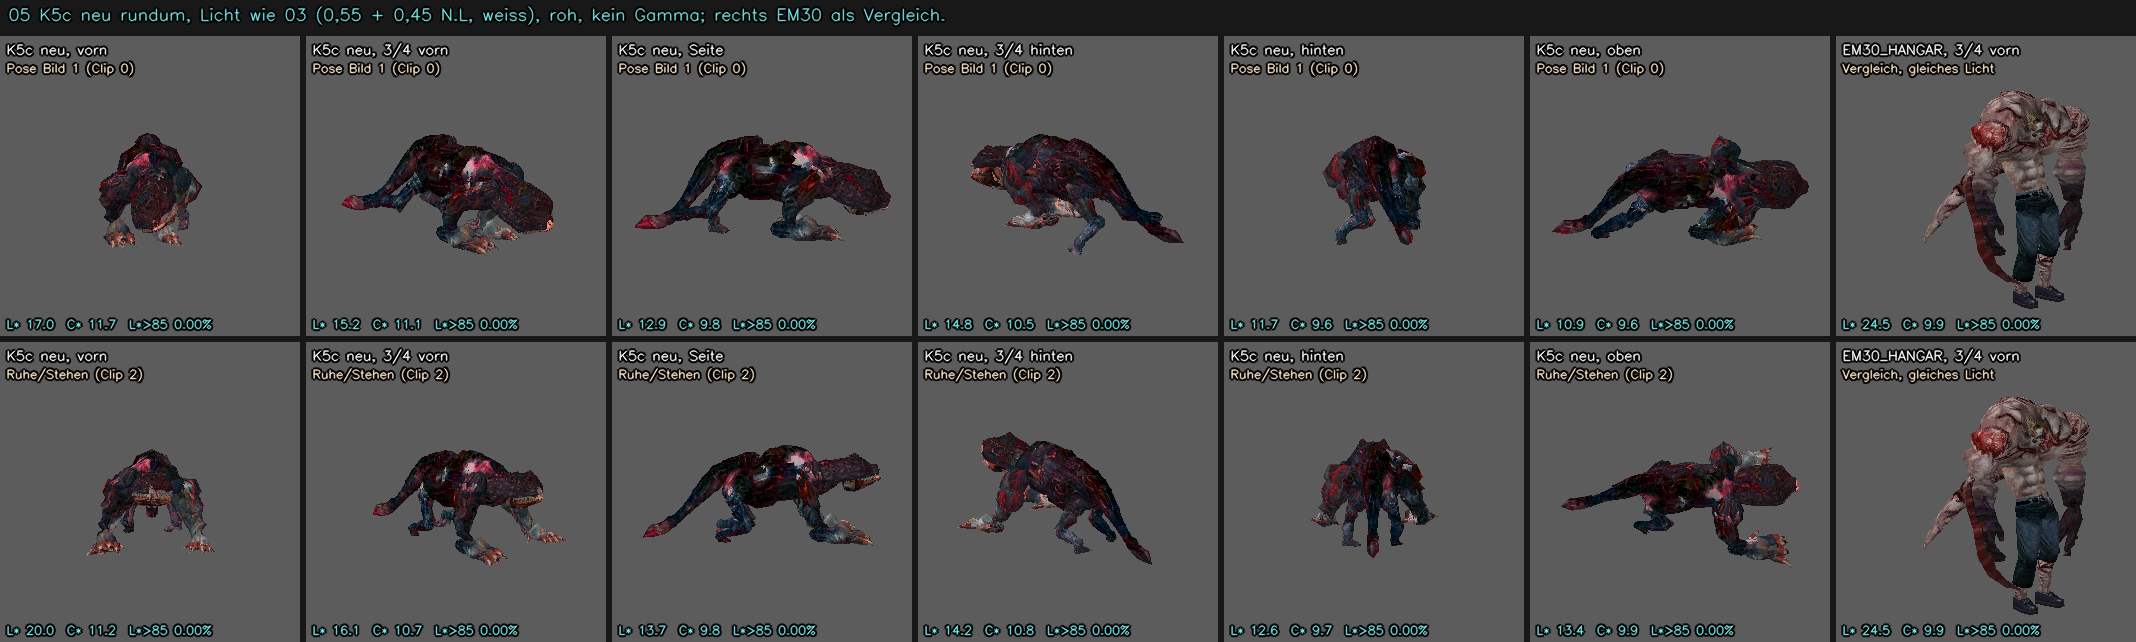 05 K5c neu rundum, Licht wie 03 (0,55 + 0,45 N.L, weiss), roh, kein Gamma; rechts EM30 als Vergleich.
K5c neu, vorn
Pose Bild 1 (Clip 0)
L* 17.0 C* 11.7 L*>85 0.00%
K5c neu, 3/4 vorn
Pose Bild 1 (Clip 0)
L* 15.2 C* 11.1 L*>85 0.00%
K5c neu, Seite
Pose Bild 1 (Clip 0)
L* 12.9 C* 9.8 L*>85 0.00%
K5c neu, 3/4 hinten
Pose Bild 1 (Clip 0)
L* 14.8 C* 10.5 L*>85 0.00%
K5c neu, hinten
Pose Bild 1 (Clip 0)
L* 11.7 C* 9.6 L*>85 0.00%
K5c neu, oben
Pose Bild 1 (Clip 0)
L* 10.9 C* 9.6 L*>85 0.00%
EM30_HANGAR, 3/4 vorn
Vergleich, gleiches Licht
L* 24.5 C* 9.9 L*>85 0.00%
K5c neu, vorn
Ruhe/Stehen (Clip 2)
L* 20.0 C* 11.2 L*>85 0.00%
K5c neu, 3/4 vorn
Ruhe/Stehen (Clip 2)
L* 16.1 C* 10.7 L*>85 0.00%
K5c neu, Seite
Ruhe/Stehen (Clip 2)
L* 13.7 C* 9.8 L*>85 0.00%
K5c neu, 3/4 hinten
Ruhe/Stehen (Clip 2)
L* 14.2 C* 10.8 L*>85 0.00%
K5c neu, hinten
Ruhe/Stehen (Clip 2)
L* 12.6 C* 9.7 L*>85 0.00%
K5c neu, oben
Ruhe/Stehen (Clip 2)
L* 13.4 C* 9.9 L*>85 0.00%
EM30_HANGAR, 3/4 vorn
Vergleich, gleiches Licht
L* 24.5 C* 9.9 L*>85 0.00%